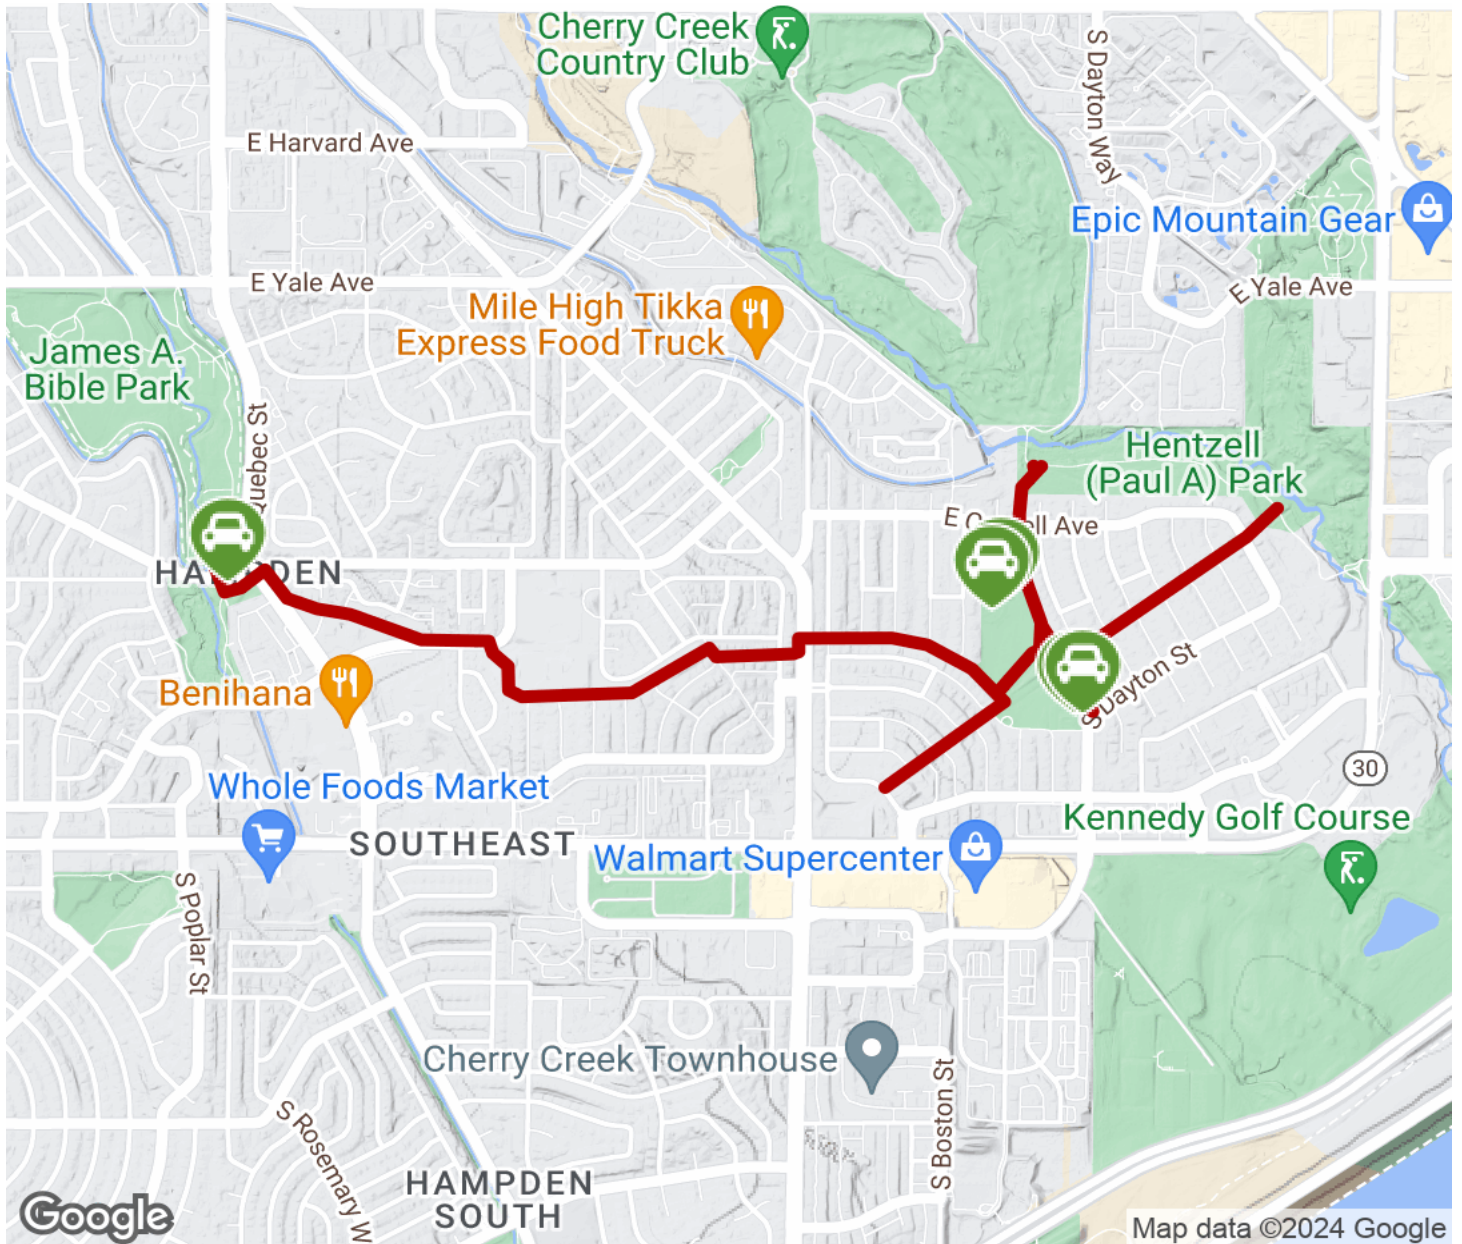 Cherry Creek
Country Club
S Dayton Way
E Harvard Ave
Epic Mountain Gear
E Yale Ave
E Yale Ave
Mile High Tikka
Express Food Truck
James A.
Bible Park
Quebec St
Hentzell
(Paul A) Park
S Dayton St
Benihana
30
Whole Foods Market
Kennedy Golf Course
SOUTHEAST
Walmart Supercenter
S Poplar St
Cherry Creek Townhouse
S Boston St
S Rosemary W
HAMPDEN
SOUTH
Google
Map data ©2024 Google